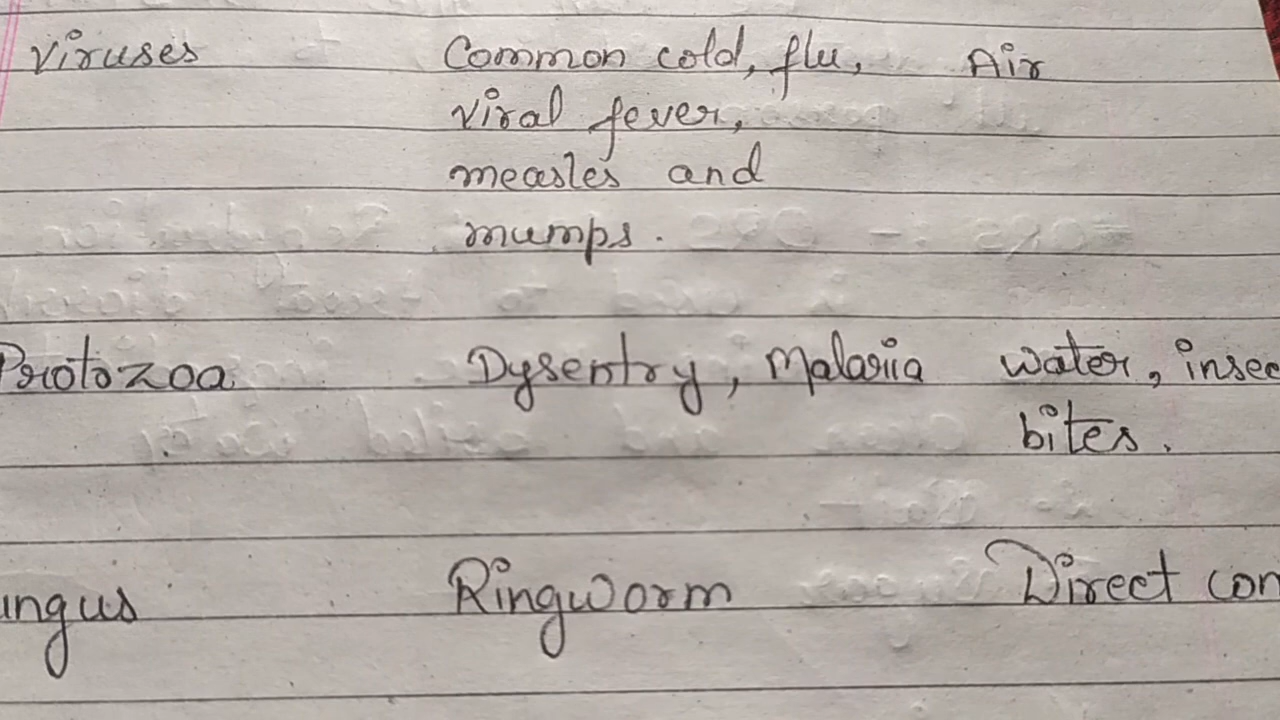 Viruses Common cold, flu, Air
viral fever,
measles and
mumps.
Protozoa Dysentry, Malaria water, insec
bites.
ungus Ringworm Direct con